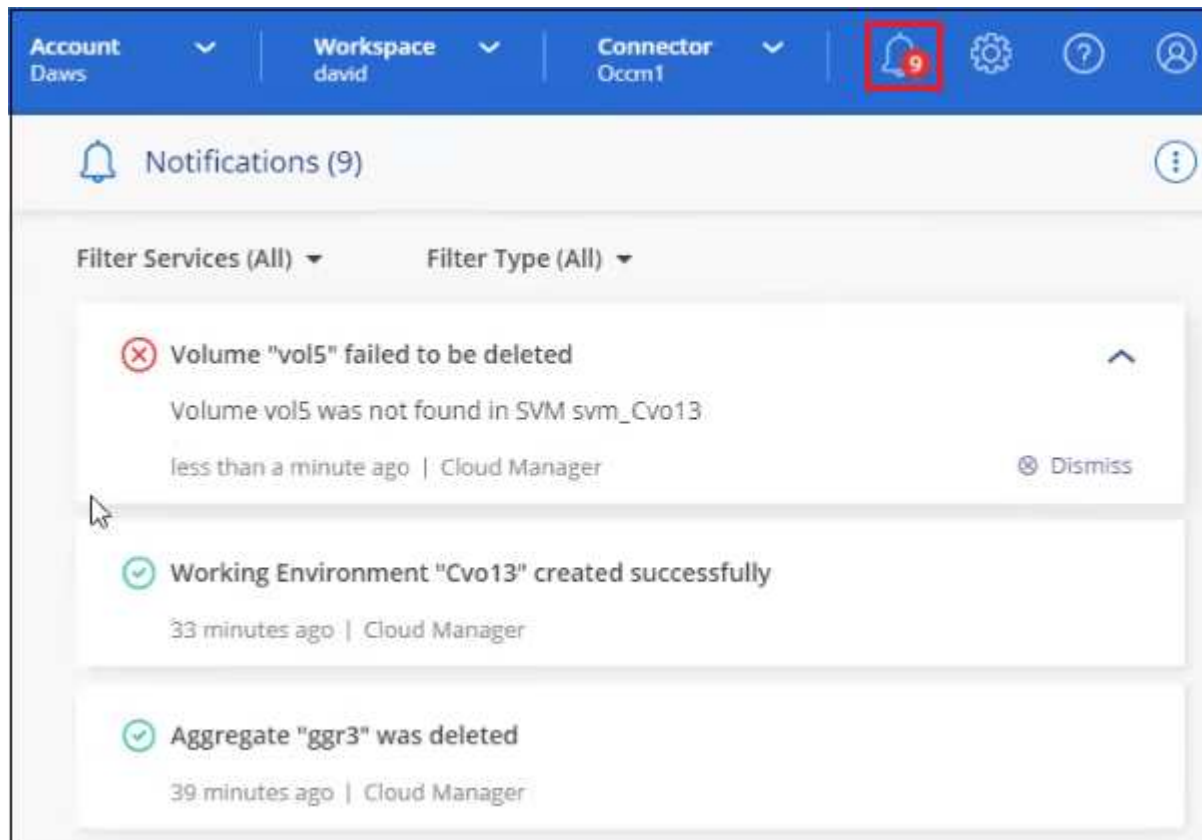 Account
Daws
Workspace
david
Connector
Occm1
9
Notifications (9)
Filter Services (All)
Filter Type (All)
Volume "vol5" failed to be deleted
Volume vol5 was not found in SVM svm_Cvo13
less than a minute ago | Cloud Manager
Dismiss
Working Environment "Cvo13" created successfully
33 minutes ago | Cloud Manager
Aggregate "ggr3" was deleted
39 minutes ago | Cloud Manager